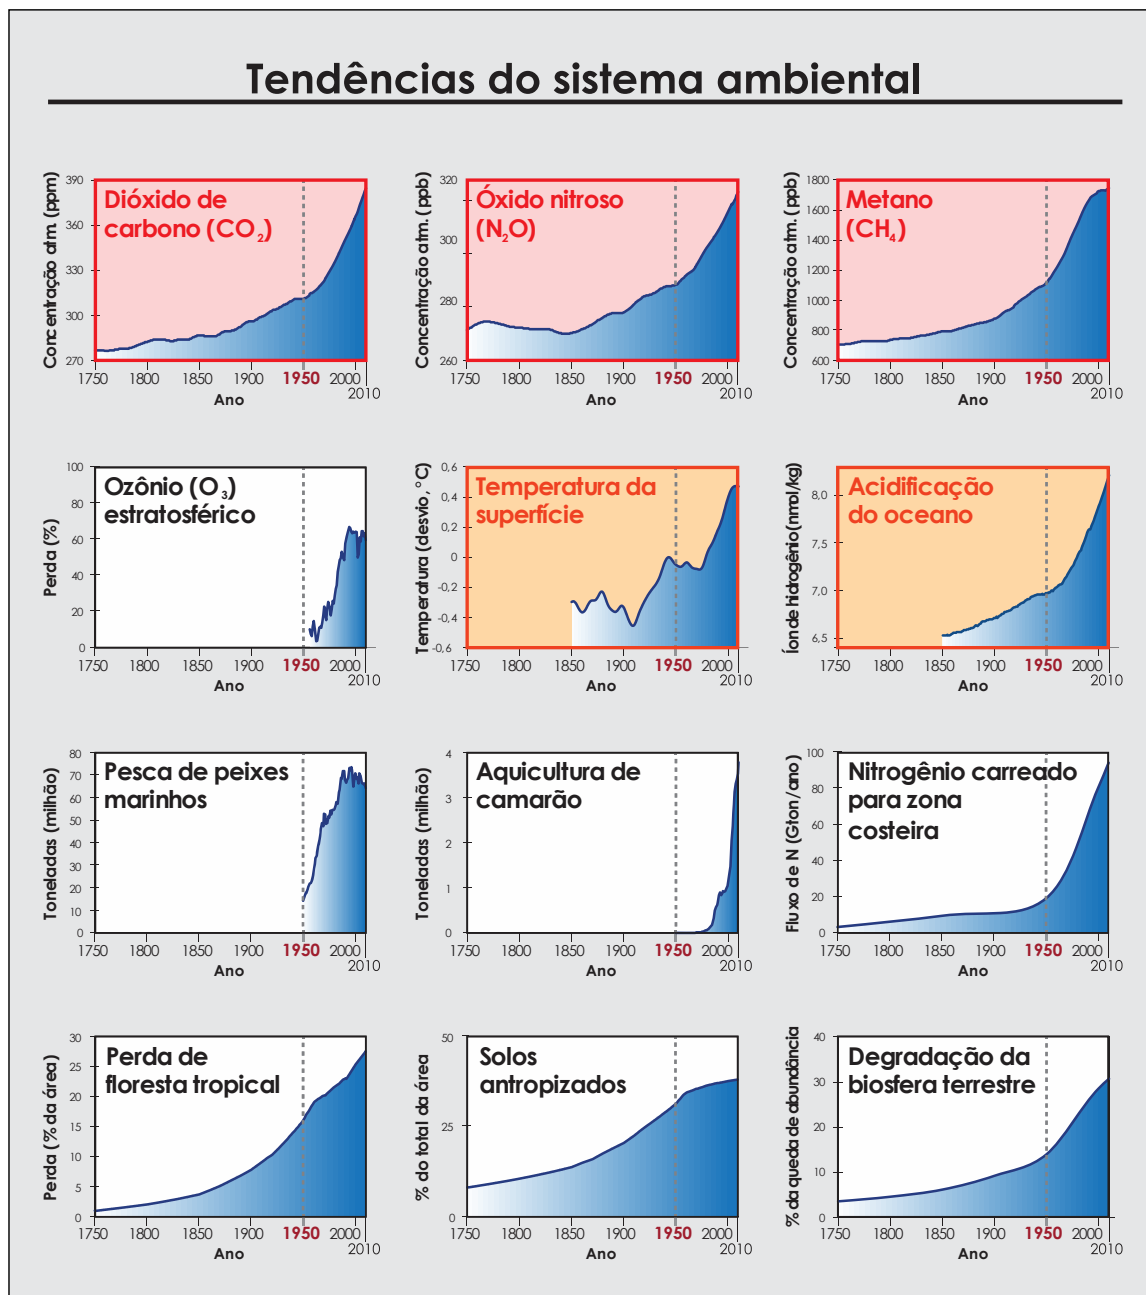 Tendências do sistema ambiental
Concentração atm. (ppm)
390
360
330
300
270
Dióxido de
carbono (CO₂)
1750 1800 1850 1900 1950 2000
2010
Ano
Concentração atm. (ppb)
320
300
280
260
Óxido nitroso
(N₂O)
1750 1800 1850 1900 1950 2000
2010
Ano
Concentração atm. (ppb)
1800
1600
1400
1200
1000
800
600
Metano
(CH₄)
1750 1800 1850 1900 1950 2000
2010
Ano
Perda (%)
100
80
60
40
20
0
Ozônio (O₃)
estratosférico
1750 1800 1850 1900 1950 2000
2010
Ano
Temperatura (desvio, °C)
0,6
0,4
0,2
0
-0,2
-0,4
-0,6
Temperatura da
superfície
1750 1800 1850 1900 1950 2000
2010
Ano
Íon de hidrogênio (nmol/kg)
8,0
7,5
7,0
6,5
Acidificação
do oceano
1750 1800 1850 1900 1950 2000
2010
Ano
Toneladas (milhão)
80
70
60
50
40
30
20
10
0
Pesca de peixes
marinhos
1750 1800 1850 1900 1950 2000
2010
Ano
Toneladas (milhão)
4
3
2
1
0
Aquicultura de
camarão
1750 1800 1850 1900 1950 2000
2010
Ano
Fluxo de N (Gton/ano)
100
80
60
40
20
0
Nitrogênio carreado
para zona
costeira
1750 1800 1850 1900 1950 2000
2010
Ano
Perda (% da área)
30
25
20
15
10
5
0
Perda de
floresta tropical
1750 1800 1850 1900 1950 2000
2010
Ano
% do total da área
50
25
0
Solos
antropizados
1750 1800 1850 1900 1950 2000
2010
Ano
% da queda de abundância
40
30
20
10
0
Degradação da
biosfera terrestre
1750 1800 1850 1900 1950 2000
2010
Ano